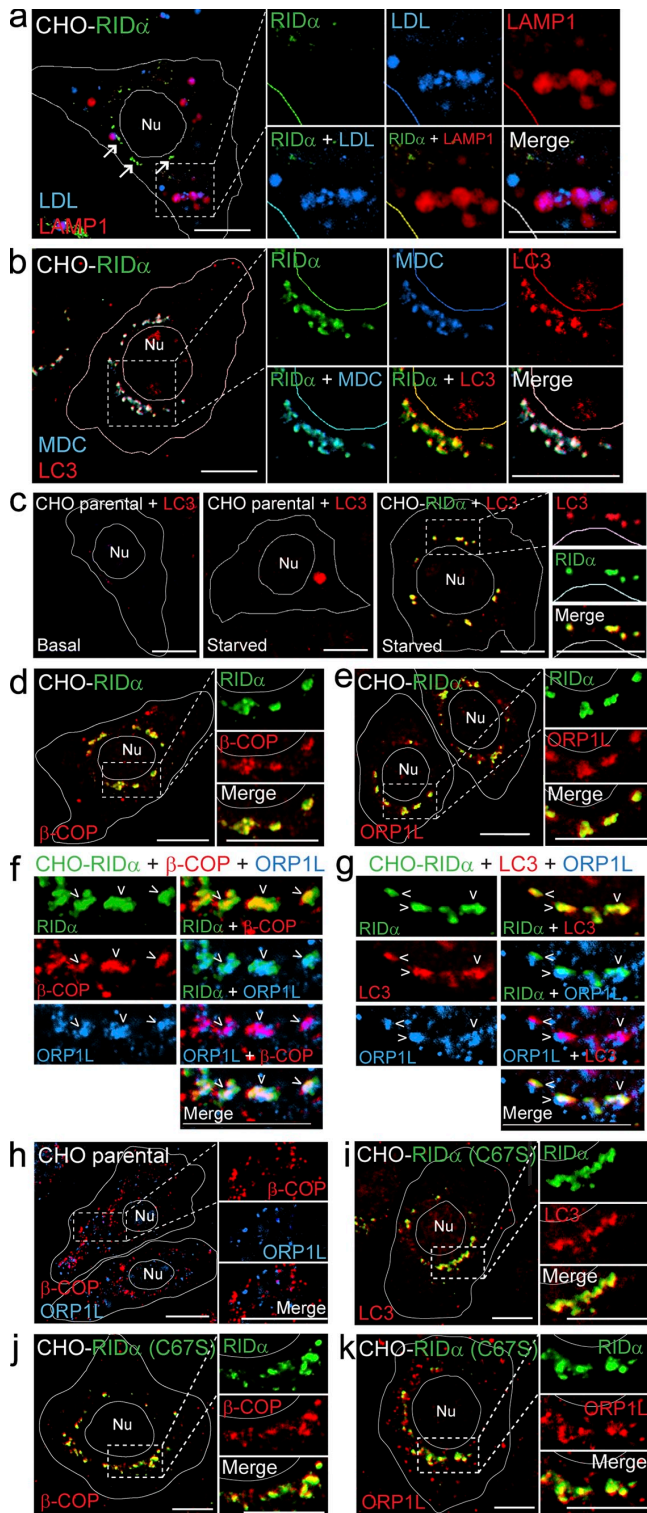 a
CHO-RIDα
Nu
LDL
LAMP1
RIDα
LDL
LAMP1
RIDα + LDL
RIDα + LAMP1
Merge
b
CHO-RIDα
Nu
MDC
LC3
RIDα
MDC
LC3
RIDα + MDC
RIDα + LC3
Merge
c
CHO parental + LC3
Nu
Basal
CHO parental + LC3
Nu
Starved
CHO-RIDα + LC3
Nu
Starved
LC3
RIDα
Merge
d
CHO-RIDα
Nu
β-COP
RIDα
β-COP
Merge
e
CHO-RIDα
Nu
Nu
ORP1L
RIDα
ORP1L
Merge
f
CHO-RIDα + β-COP + ORP1L
RIDα
RIDα + β-COP
β-COP
RIDα + ORP1L
ORP1L
ORP1L + β-COP
Merge
g
CHO-RIDα + LC3 + ORP1L
RIDα
RIDα + LC3
LC3
RIDα + ORP1L
ORP1L
ORP1L + LC3
Merge
h
CHO parental
Nu
Nu
β-COP
ORP1L
β-COP
ORP1L
Merge
i
CHO-RIDα (C67S)
Nu
LC3
RIDα
LC3
Merge
j
CHO-RIDα (C67S)
Nu
β-COP
RIDα
β-COP
Merge
k
CHO-RIDα (C67S)
Nu
ORP1L
RIDα
ORP1L
Merge